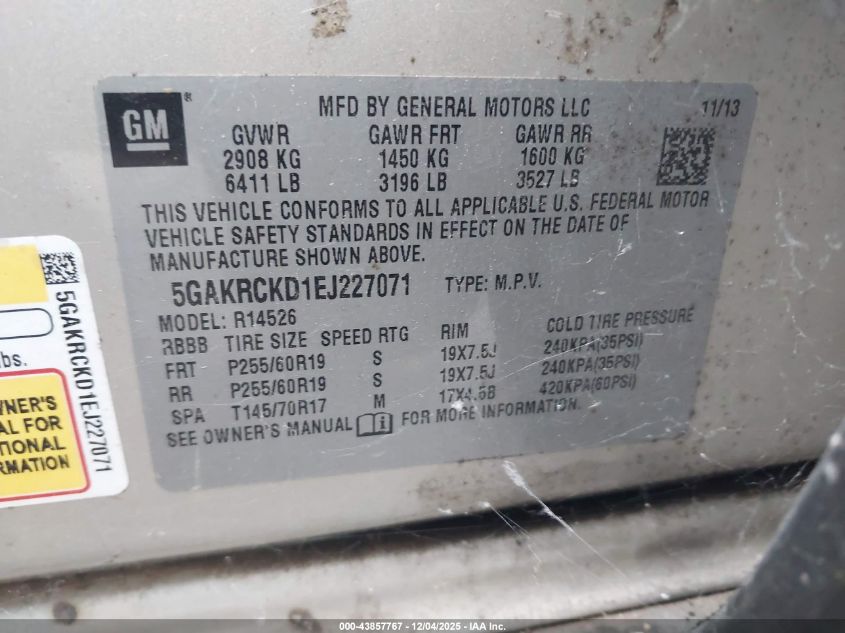 GM ®
MFD BY GENERAL MOTORS LLC 11/13
GVWR GAWR FRT GAWR RR
2908 KG 1450 KG 1600 KG
6411 LB 3196 LB 3527 LB
THIS VEHICLE CONFORMS TO ALL APPLICABLE U.S. FEDERAL MOTOR
VEHICLE SAFETY STANDARDS IN EFFECT ON THE DATE OF
MANUFACTURE SHOWN ABOVE.
5GAKRCKD1EJ227071 TYPE: M.P.V.
MODEL: R14526
RBBB TIRE SIZE SPEED RTG RIM COLD TIRE PRESSURE
FRT P255/60R19 S 19X7.5J 240KPA(35PSI)
RR P255/60R19 S 19X7.5J 240KPA(35PSI)
SPA T145/70R17 M 17X4.5B 420KPA(60PSI)
SEE OWNER'S MANUAL i FOR MORE INFORMATION.
5GAKRCKD1EJ227071
lbs.
WNER'S
AL FOR
TIONAL
RMATION
000-43857767 - 12/04/2025 - IAA Inc.